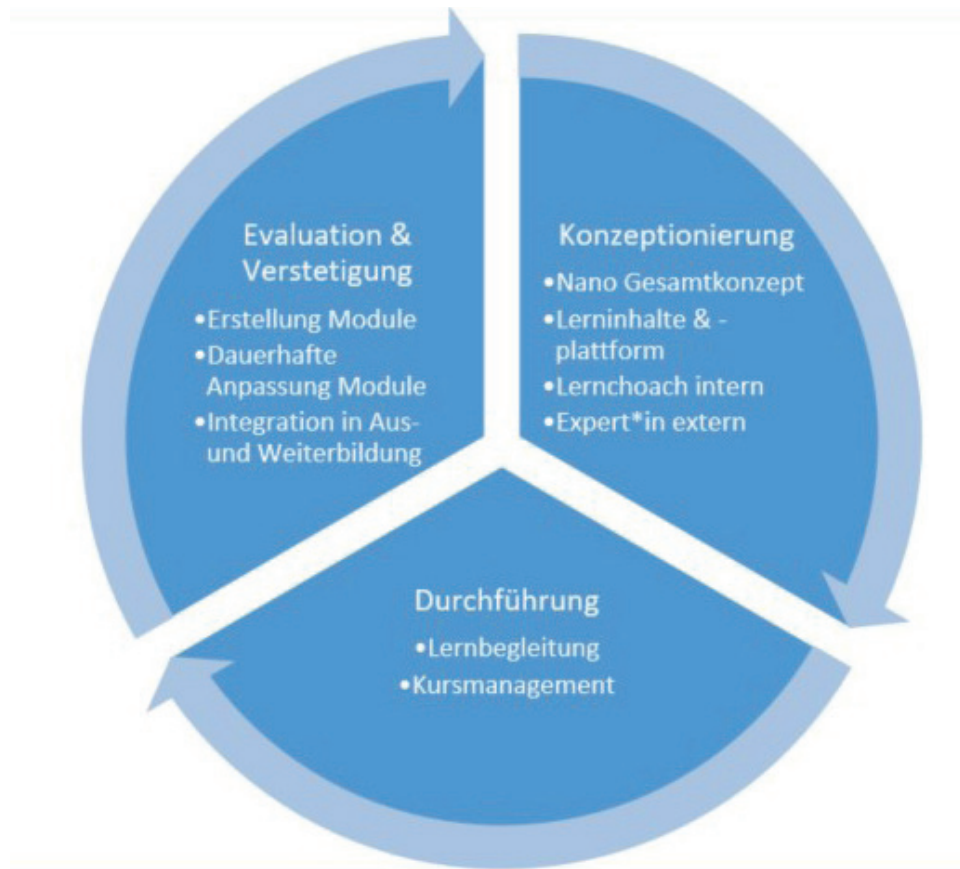 Evaluation &
Verstetigung
•Erstellung Module
•Dauerhafte
Anpassung Module
•Integration in Aus-
und Weiterbildung
Konzeptionierung
•Nano Gesamtkonzept
•Lerninhalte & -
plattform
•Lernchoach intern
•Expert*in extern
Durchführung
•Lernbegleitung
•Kursmanagement